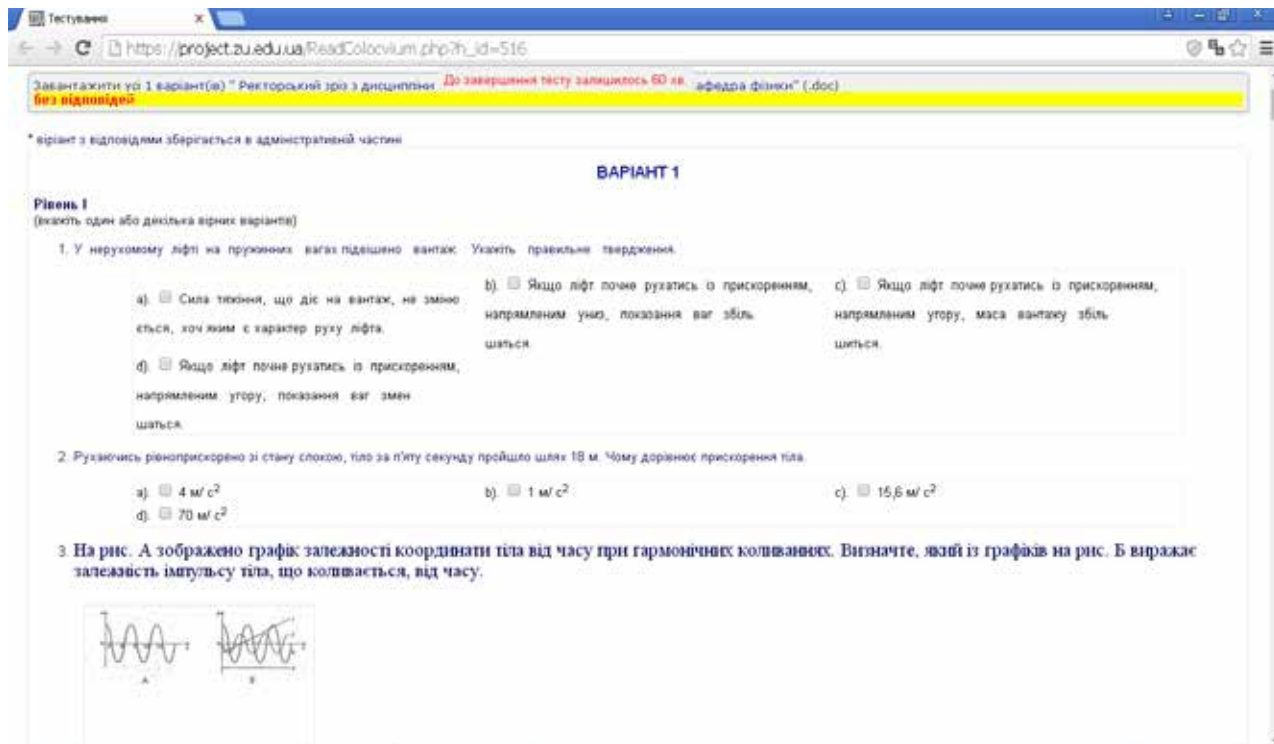 Тестування
https://project.zu.edu.ua/ReadColocvium.php?h_id=516
Завантажити усі 1 варіант(ів) " Ректорський зріз з дисципліни До завершення тесту залишилось 60 хв. афедра фізики" (.doc)
без відповідей
* віріант з відповідями зберігається в адміністративній частині
ВАРІАНТ 1
Рівень I
(вкажіть один або декілька вірних варіантів)
1. У нерухомому ліфті на пружинних вагах підвішено вантаж. Укажіть правильне твердження.
a). Сила тяжіння, що діє на вантаж, не зміню
ється, хоч яким є характер руху ліфта.
b). Якщо ліфт почне рухатись із прискоренням,
напрямленим униз, показання ваг збіль
шаться.
c). Якщо ліфт почне рухатись із прискоренням,
напрямленим угору, маса вантажу збіль
шиться.
d). Якщо ліфт почне рухатись із прискоренням,
напрямленим угору, показання ваг змен
шаться.
2. Рухаючись рівноприскорено зі стану спокою, тіло за п'яту секунду пройшло шлях 18 м. Чому дорівнює прискорення тіла.
a). 4 м/ с²
b). 1 м/ с²
c). 15,6 м/ с²
d). 70 м/ с²
3. На рис. А зображено графік залежності координати тіла від часу при гармонічних коливаннях. Визначте, який із графіків на рис. Б виражає
залежність імпульсу тіла, що коливається, від часу.
А